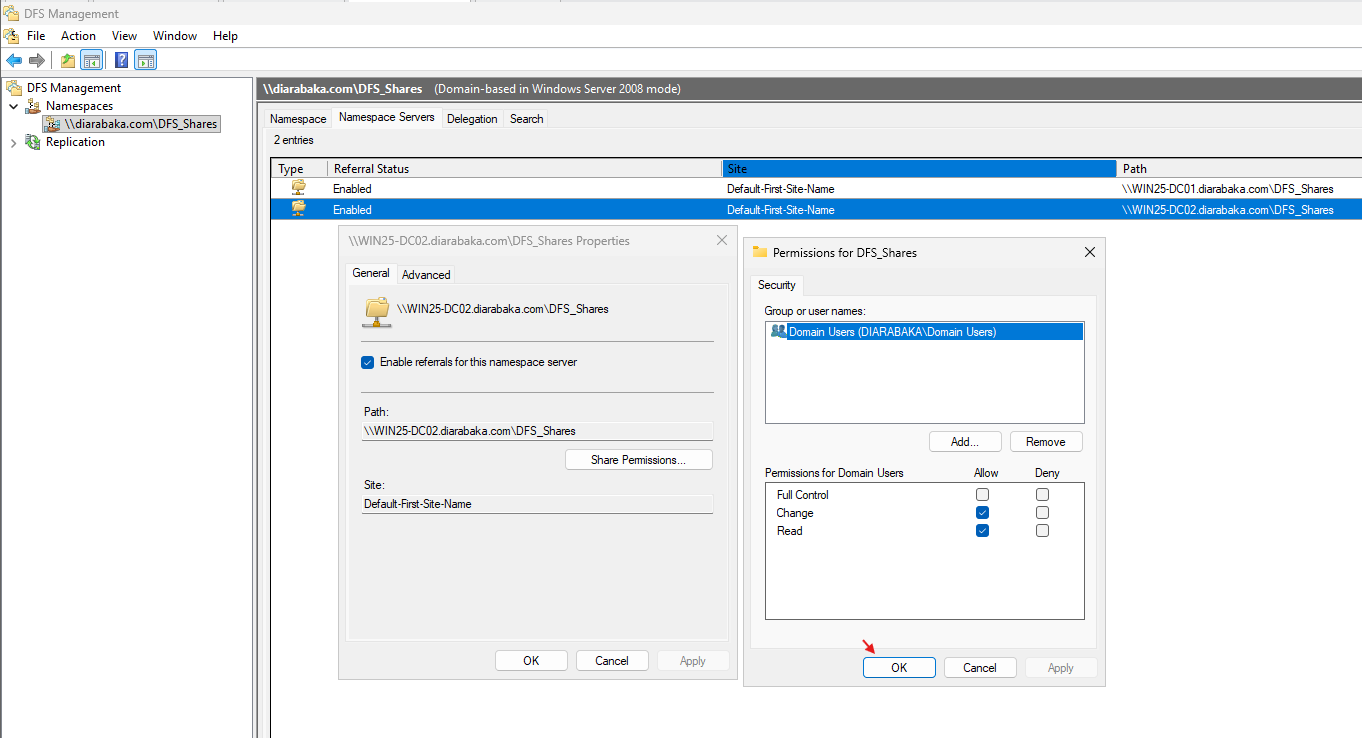 DFS Management
File Action View Window Help
DFS Management
Namespaces
\\diarabaka.com\DFS_Shares
Replication
\\diarabaka.com\DFS_Shares (Domain-based in Windows Server 2008 mode)
Namespace Namespace Servers Delegation Search
2 entries
Type Referral Status Site Path
Enabled Default-First-Site-Name \\WIN25-DC01.diarabaka.com\DFS_Shares
Enabled Default-First-Site-Name \\WIN25-DC02.diarabaka.com\DFS_Shares
\\WIN25-DC02.diarabaka.com\DFS_Shares Properties
General Advanced
\\WIN25-DC02.diarabaka.com\DFS_Shares
Enable referrals for this namespace server
Path:
\\WIN25-DC02.diarabaka.com\DFS_Shares
Share Permissions...
Site:
Default-First-Site-Name
OK Cancel Apply
Permissions for DFS_Shares
Security
Group or user names:
Domain Users (DIARABAKA\Domain Users)
Add... Remove
Permissions for Domain Users Allow Deny
Full Control
Change
Read
OK Cancel Apply